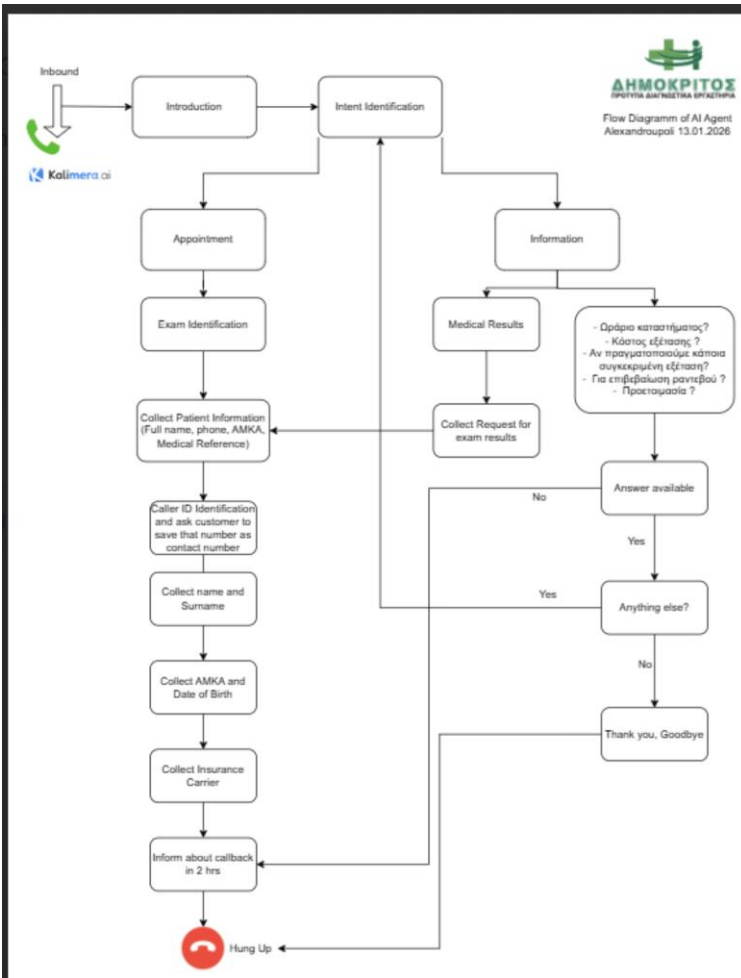 Inbound
Introduction
Intent Identification
ΔΗΜΟΚΡΙΤΟΣ
ΠΡΟΤΥΠΑ ΔΙΑΓΝΩΣΤΙΚΑ ΕΡΓΑΣΤΗΡΙΑ
Flow Diagramm of AI Agent
Alexandroupoli 13.01.2026
Kalimera.ai
Appointment
Information
Exam Identification
Medical Results
- Ωράριο καταστήματος?
- Κόστος εξέτασης ?
- Αν πραγματοποιούμε κάποια
συγκεκριμένη εξέταση?
- Για επιβεβαίωση ραντεβού ?
- Προετοιμασία ?
Collect Patient Information
(Full name, phone, AMKA,
Medical Reference)
Collect Request for
exam results
Caller ID Identification
and ask customer to
save that number as
contact number
No
Answer available
Yes
Collect name and
Surname
Yes
Anything else?
No
Collect AMKA and
Date of Birth
Thank you, Goodbye
Collect Insurance
Carrier
Inform about callback
in 2 hrs
Hung Up